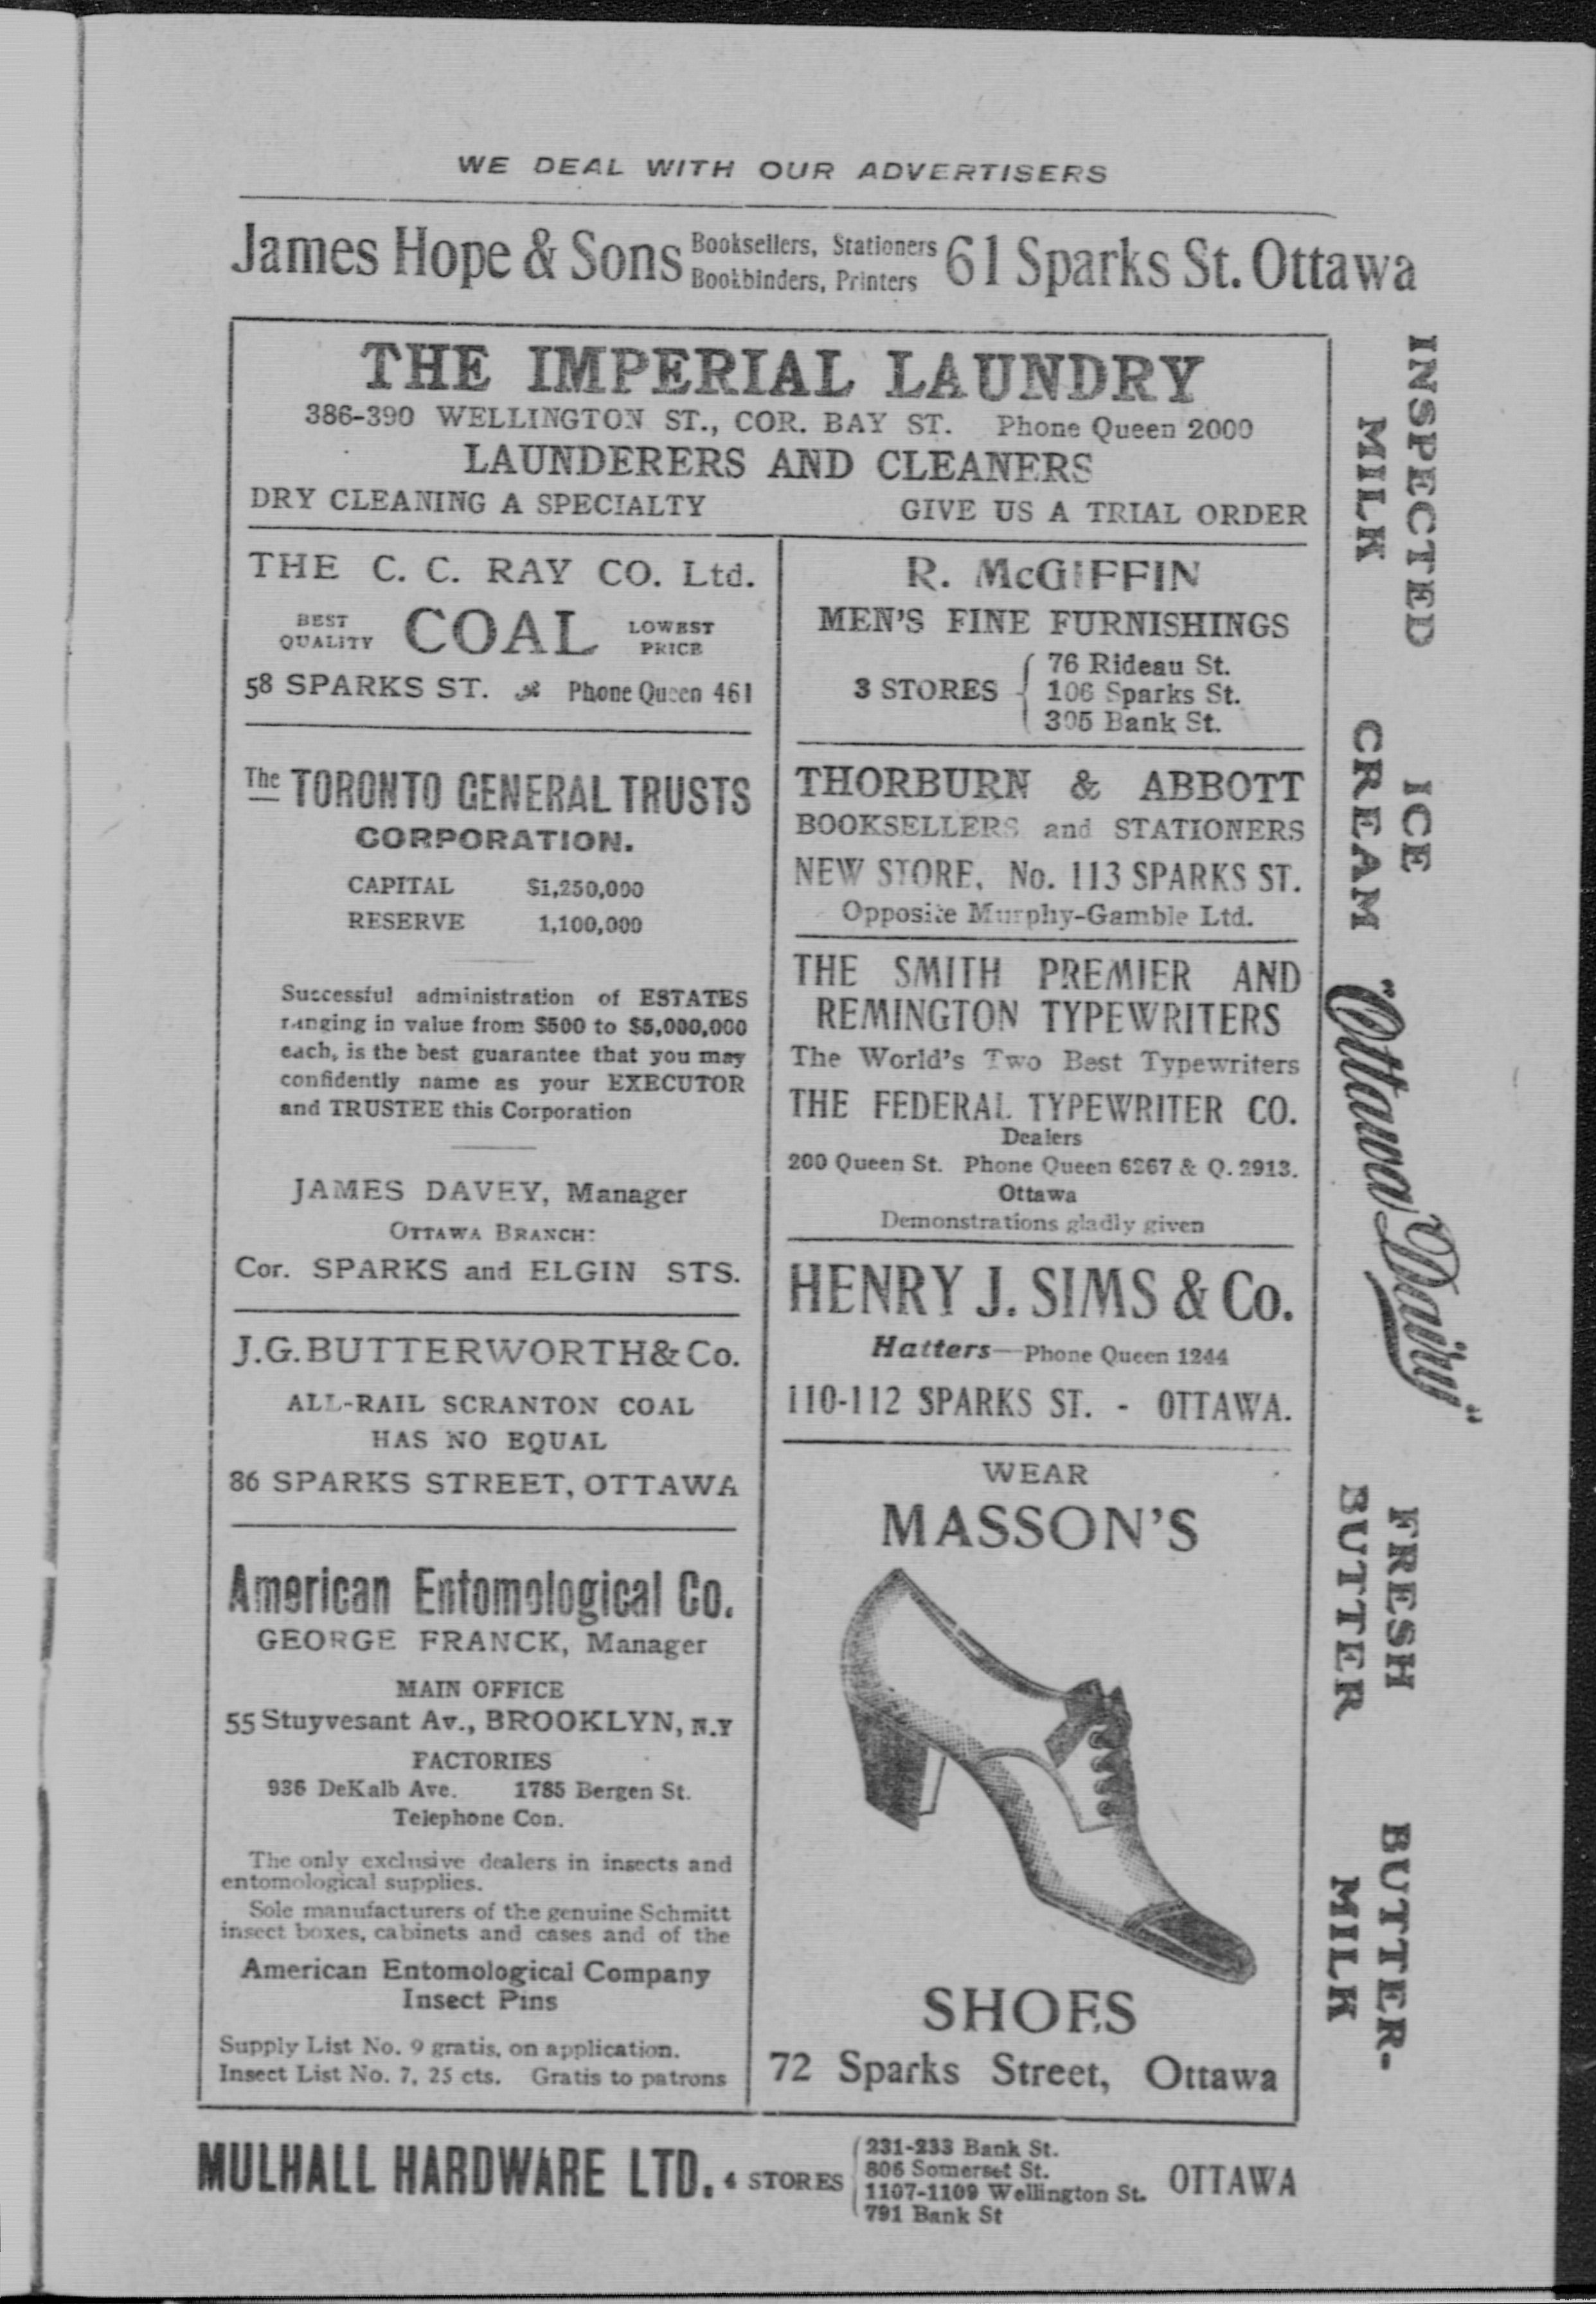 WE DEAL WITH OUR ADVERTISERS
James Hope & Sons Booksellers, Stationers Bookbinders, Printers 61 Sparks St. Ottawa
THE IMPERIAL LAUNDRY
386-390 WELLINGTON ST., COR. BAY ST. Phone Queen 2000
LAUNDERERS AND CLEANERS
DRY CLEANING A SPECIALTY GIVE US A TRIAL ORDER
THE C. C. RAY CO. Ltd.
BEST QUALITY COAL LOWEST PRICE
58 SPARKS ST. Phone Queen 461
The TORONTO GENERAL TRUSTS
CORPORATION.
CAPITAL $1,250,000
RESERVE 1,100,000
Successful administration of ESTATES
ranging in value from $500 to $5,000,000
each, is the best guarantee that you may
confidently name as your EXECUTOR
and TRUSTEE this Corporation
JAMES DAVEY, Manager
OTTAWA BRANCH:
Cor. SPARKS and ELGIN STS.
J.G. BUTTERWORTH & Co.
ALL-RAIL SCRANTON COAL
HAS NO EQUAL
86 SPARKS STREET, OTTAWA
American Entomological Co.
GEORGE FRANCK, Manager
MAIN OFFICE
55 Stuyvesant Av., BROOKLYN, N.Y
FACTORIES
936 DeKalb Ave. 1785 Bergen St.
Telephone Con.
The only exclusive dealers in insects and
entomological supplies.
Sole manufacturers of the genuine Schmitt
insect boxes, cabinets and cases and of the
American Entomological Company
Insect Pins
Supply List No. 9 gratis, on application.
Insect List No. 7, 25 cts. Gratis to patrons
R. McGIFFIN
MEN'S FINE FURNISHINGS
3 STORES
76 Rideau St.
106 Sparks St.
305 Bank St.
THORBURN & ABBOTT
BOOKSELLERS and STATIONERS
NEW STORE, No. 113 SPARKS ST.
Opposite Murphy-Gamble Ltd.
THE SMITH PREMIER AND
REMINGTON TYPEWRITERS
The World's Two Best Typewriters
THE FEDERAL TYPEWRITER CO.
Dealers
200 Queen St. Phone Queen 6267 & Q. 2913.
Ottawa
Demonstrations gladly given
HENRY J. SIMS & Co.
Hatters—Phone Queen 1244
110-112 SPARKS ST. - OTTAWA.
WEAR
MASSON'S
SHOES
72 Sparks Street, Ottawa
INSPECTED
MILK
ICE
CREAM
"Ottawa Dairy"
FRESH
BUTTER
BUTTER-
MILK
MULHALL HARDWARE LTD. 4 STORES
231-233 Bank St.
806 Somerset St.
1107-1109 Wellington St.
791 Bank St
OTTAWA